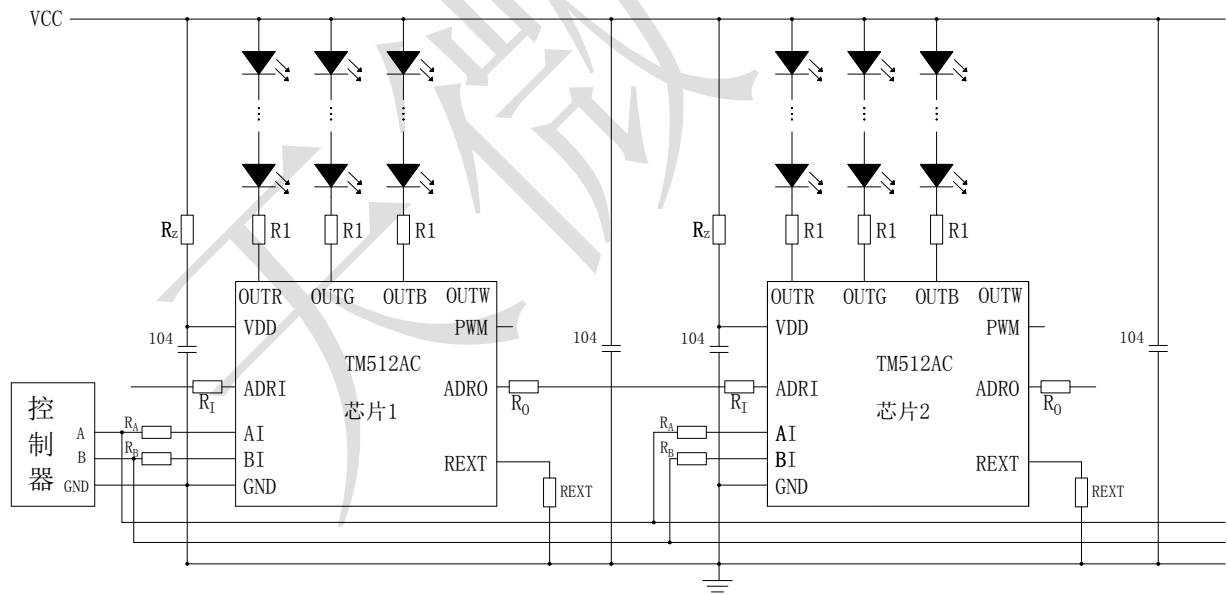 VCC
Rz R1 R1 R1 Rz R1 R1 R1
OUTR OUTG OUTB OUTW OUTR OUTG OUTB OUTW
VDD PWM VDD PWM
104 104 104 104
TM512AC TM512AC
ADRI ADRO ADRI ADRO
RI RO RI RO
芯片1 芯片2
控制器
A RA AI RA AI
B RB BI RB BI
REXT REXT
GND GND GND
REXT REXT
天微